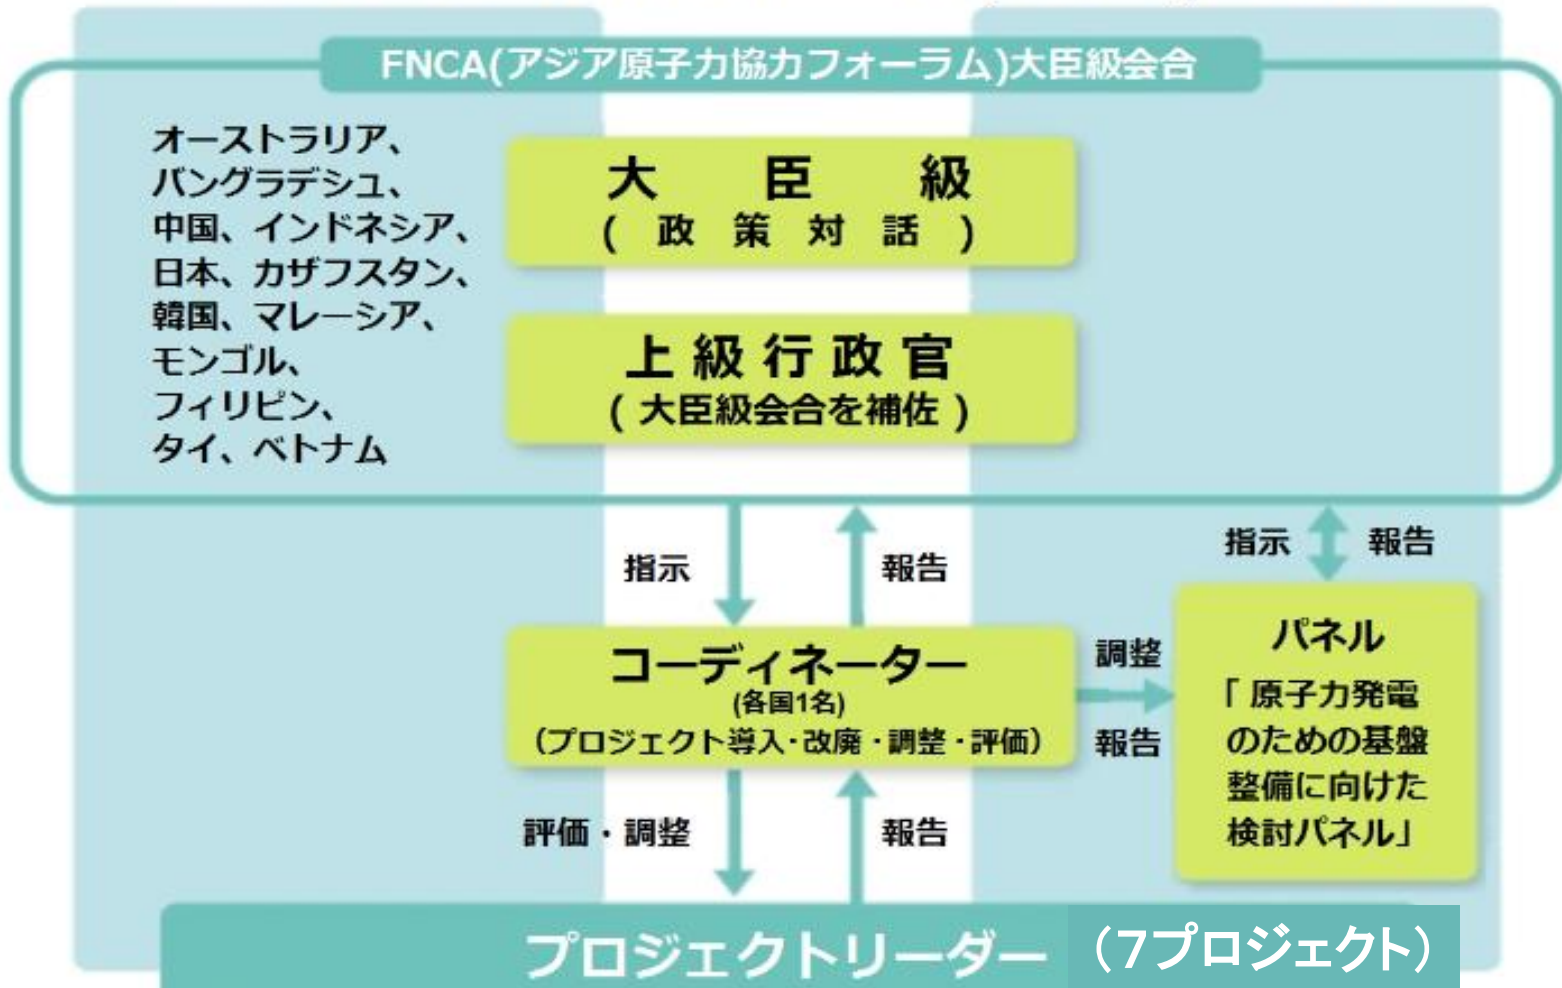 FNCA(アジア原子力協力フォーラム)大臣級会合
オーストラリア、
バングラデシュ、
中国、インドネシア、
日本、カザフスタン、
韓国、マレーシア、
モンゴル、
フィリピン、
タイ、ベトナム
大臣級
(政策対話)
上級行政官
(大臣級会合を補佐)
指示
報告
指示
報告
コーディネーター
(各国1名)
(プロジェクト導入・改廃・調整・評価)
調整
報告
パネル
「原子力発電
のための基盤
整備に向けた
検討パネル」
評価・調整
報告
プロジェクトリーダー (7プロジェクト)